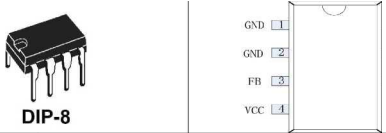 DIP-8
GND 1
GND 2
FB 3
VCC 4